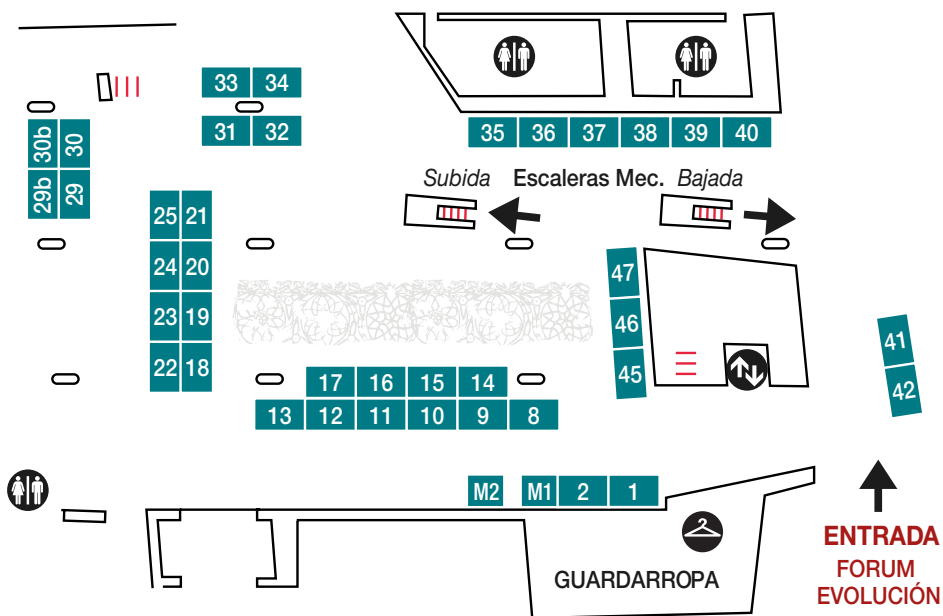 33 34
31 32
30b 30
29b 29
35 36 37 38 39 40
Subida Escaleras Mec. Bajada
25 21
24 20
23 19
22 18
47
46
45
41
42
17 16 15 14
13 12 11 10 9 8
M2 M1 2 1
GUARDARROPA
ENTRADA
FORUM
EVOLUCIÓN